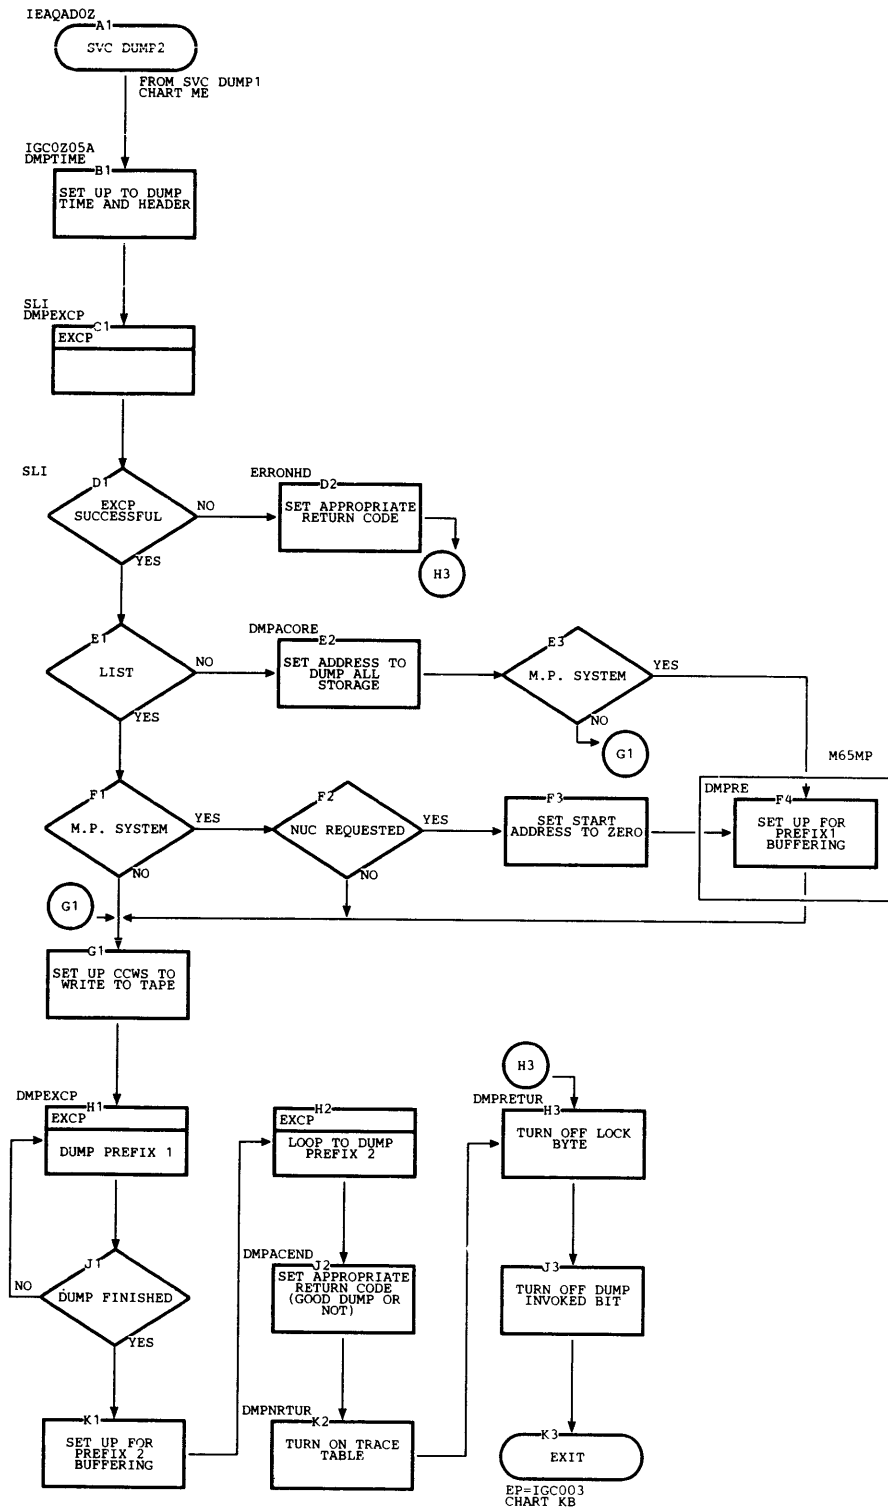 IEAQAD0Z
A1
SVC DUMP2
FROM SVC DUMP1
CHART ME
IGC0Z05A
DMPTIME
B1
SET UP TO DUMP
TIME AND HEADER
SLI
DMPEXCP
C1
EXCP
SLI
D1
EXCP
SUCCESSFUL
NO
YES
ERRONHD
D2
SET APPROPRIATE
RETURN CODE
H3
E1
LIST
NO
YES
DMPACORE
E2
SET ADDRESS TO
DUMP ALL
STORAGE
E3
M.P. SYSTEM
YES
NO
G1
M65MP
F1
M.P. SYSTEM
YES
NO
F2
NUC REQUESTED
YES
NO
F3
SET START
ADDRESS TO ZERO
DMPRE
F4
SET UP FOR
PREFIX1
BUFFERING
G1
G1
SET UP CCWS TO
WRITE TO TAPE
DMPEXCP
H1
EXCP
DUMP PREFIX 1
J1
DUMP FINISHED
NO
YES
K1
SET UP FOR
PREFIX 2
BUFFERING
H2
EXCP
LOOP TO DUMP
PREFIX 2
DMPACEND
J2
SET APPROPRIATE
RETURN CODE
(GOOD DUMP OR
NOT)
DMPNRTUR
K2
TURN ON TRACE
TABLE
H3
DMPRETUR
H3
TURN OFF LOCK
BYTE
J3
TURN OFF DUMP
INVOKED BIT
K3
EXIT
EP=IGC003
CHART KB